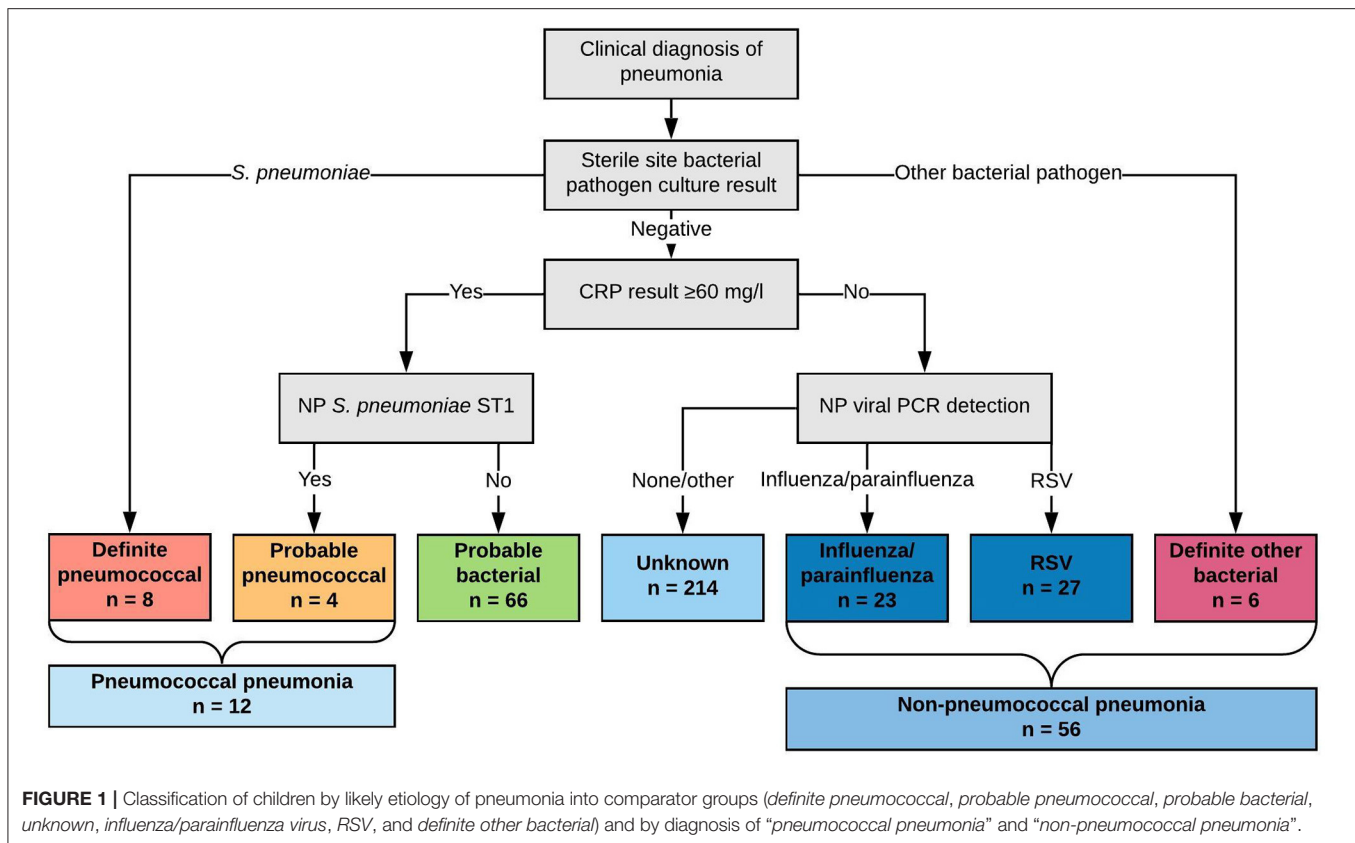 Clinical diagnosis of
pneumonia
Sterile site bacterial
pathogen culture result
S. pneumoniae
Other bacterial pathogen
Negative
CRP result ≥60 mg/l
Yes
No
NP S. pneumoniae ST1
NP viral PCR detection
Yes
No
None/other
Influenza/parainfluenza
RSV
Definite
pneumococcal
n = 8
Probable
pneumococcal
n = 4
Probable
bacterial
n = 66
Unknown
n = 214
Influenza/
parainfluenza
n = 23
RSV
n = 27
Definite other
bacterial
n = 6
Pneumococcal pneumonia
n = 12
Non-pneumococcal pneumonia
n = 56
FIGURE 1 | Classification of children by likely etiology of pneumonia into comparator groups (definite pneumococcal, probable pneumococcal, probable bacterial,
unknown, influenza/parainfluenza virus, RSV, and definite other bacterial) and by diagnosis of “pneumococcal pneumonia” and “non-pneumococcal pneumonia”.